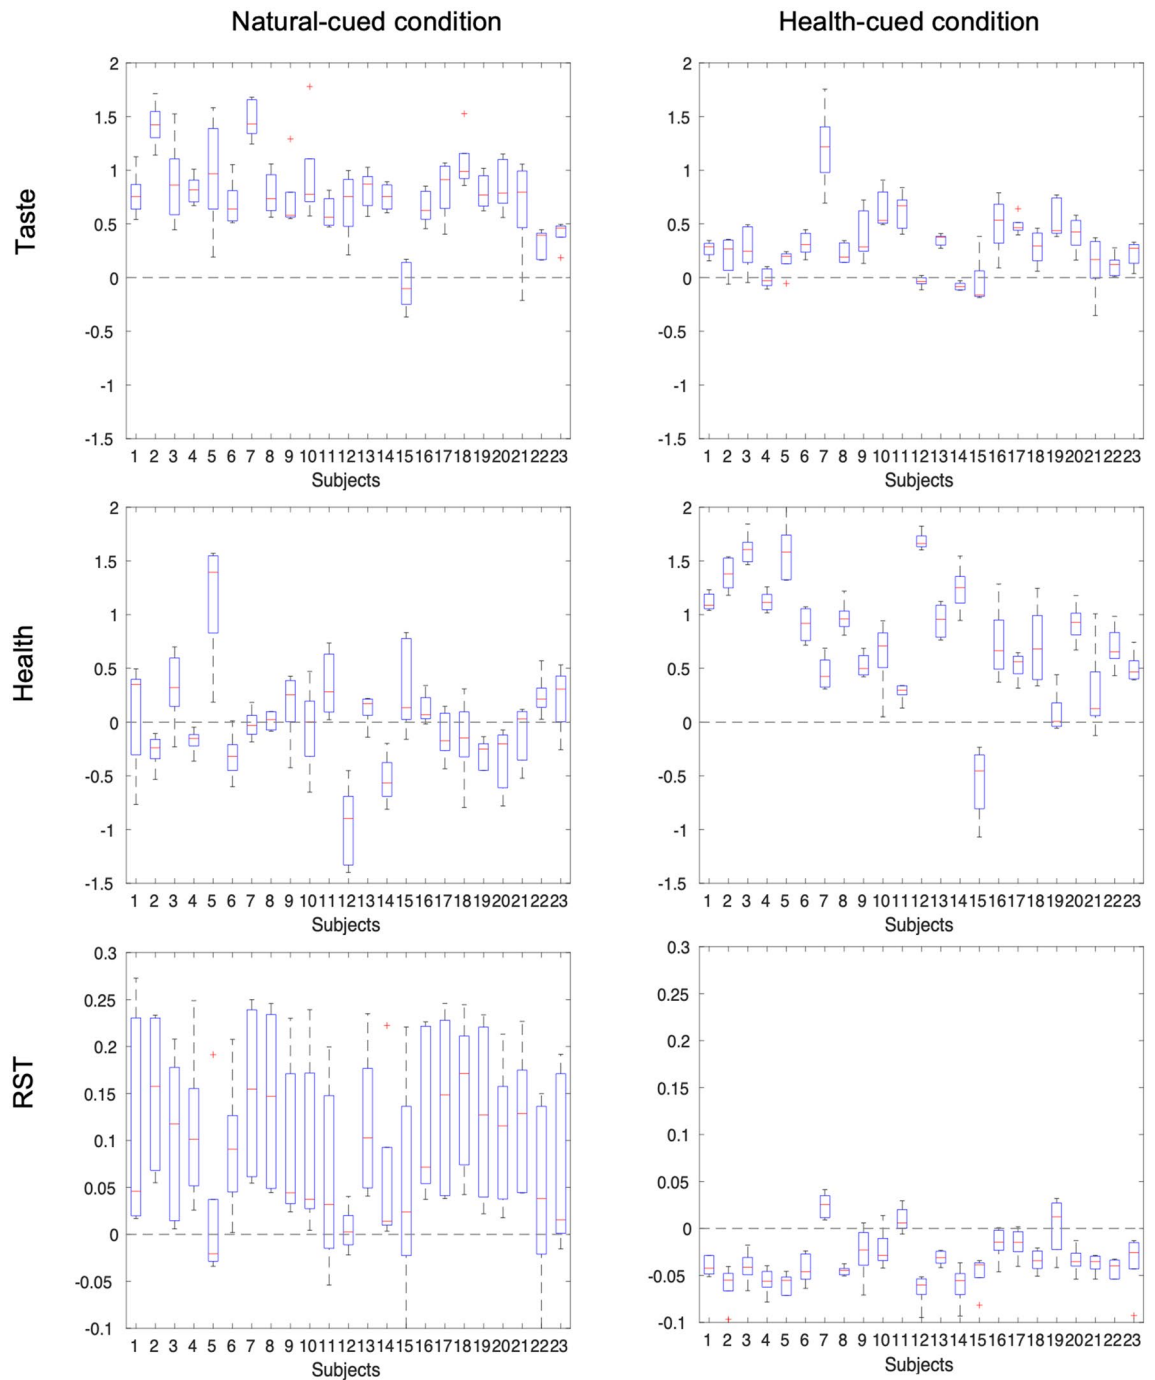 Natural-cued condition Health-cued condition
Taste
2 1.5 1 0.5 0 -0.5 -1 -1.5
1 2 3 4 5 6 7 8 9 10 11 12 13 14 15 16 17 18 19 20 21 22 23
Subjects
2 1.5 1 0.5 0 -0.5 -1 -1.5
1 2 3 4 5 6 7 8 9 10 11 12 13 14 15 16 17 18 19 20 21 22 23
Subjects
Health
2 1.5 1 0.5 0 -0.5 -1 -1.5
1 2 3 4 5 6 7 8 9 10 11 12 13 14 15 16 17 18 19 20 21 22 23
Subjects
2 1.5 1 0.5 0 -0.5 -1 -1.5
1 2 3 4 5 6 7 8 9 10 11 12 13 14 15 16 17 18 19 20 21 22 23
Subjects
RST
0.3 0.25 0.2 0.15 0.1 0.05 0 -0.05 -0.1
1 2 3 4 5 6 7 8 9 10 11 12 13 14 15 16 17 18 19 20 21 22 23
Subjects
0.3 0.25 0.2 0.15 0.1 0.05 0 -0.05 -0.1
1 2 3 4 5 6 7 8 9 10 11 12 13 14 15 16 17 18 19 20 21 22 23
Subjects